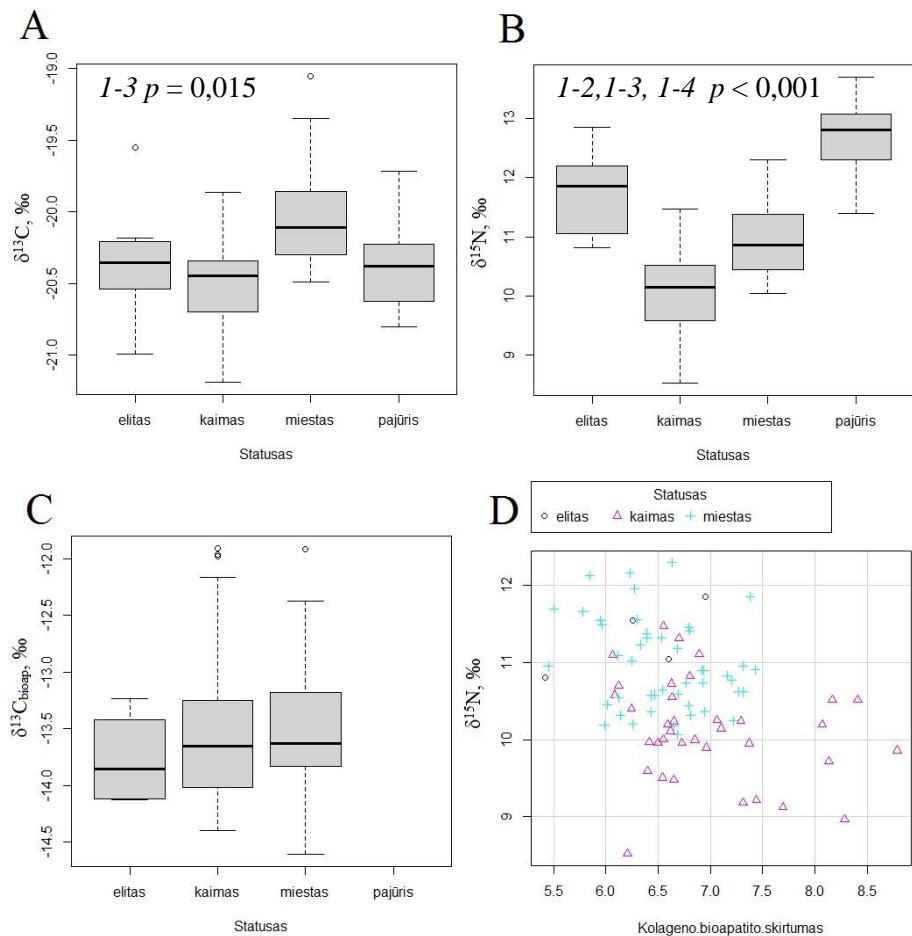 A
1-3 p = 0,015
δ13C, ‰
-19.0
-19.5
-20.0
-20.5
-21.0
elitas kaimas miestas pajūris
Statusas
B
1-2,1-3, 1-4 p < 0,001
δ15N, ‰
13
12
11
10
9
elitas kaimas miestas pajūris
Statusas
C
δ13Cbioap, ‰
-12.0
-12.5
-13.0
-13.5
-14.0
-14.5
elitas kaimas miestas pajūris
Statusas
D
Statusas
elitas kaimas miestas
δ15N, ‰
12
11
10
9
5.5 6.0 6.5 7.0 7.5 8.0 8.5
Kolageno.bioapatito.skirtumas